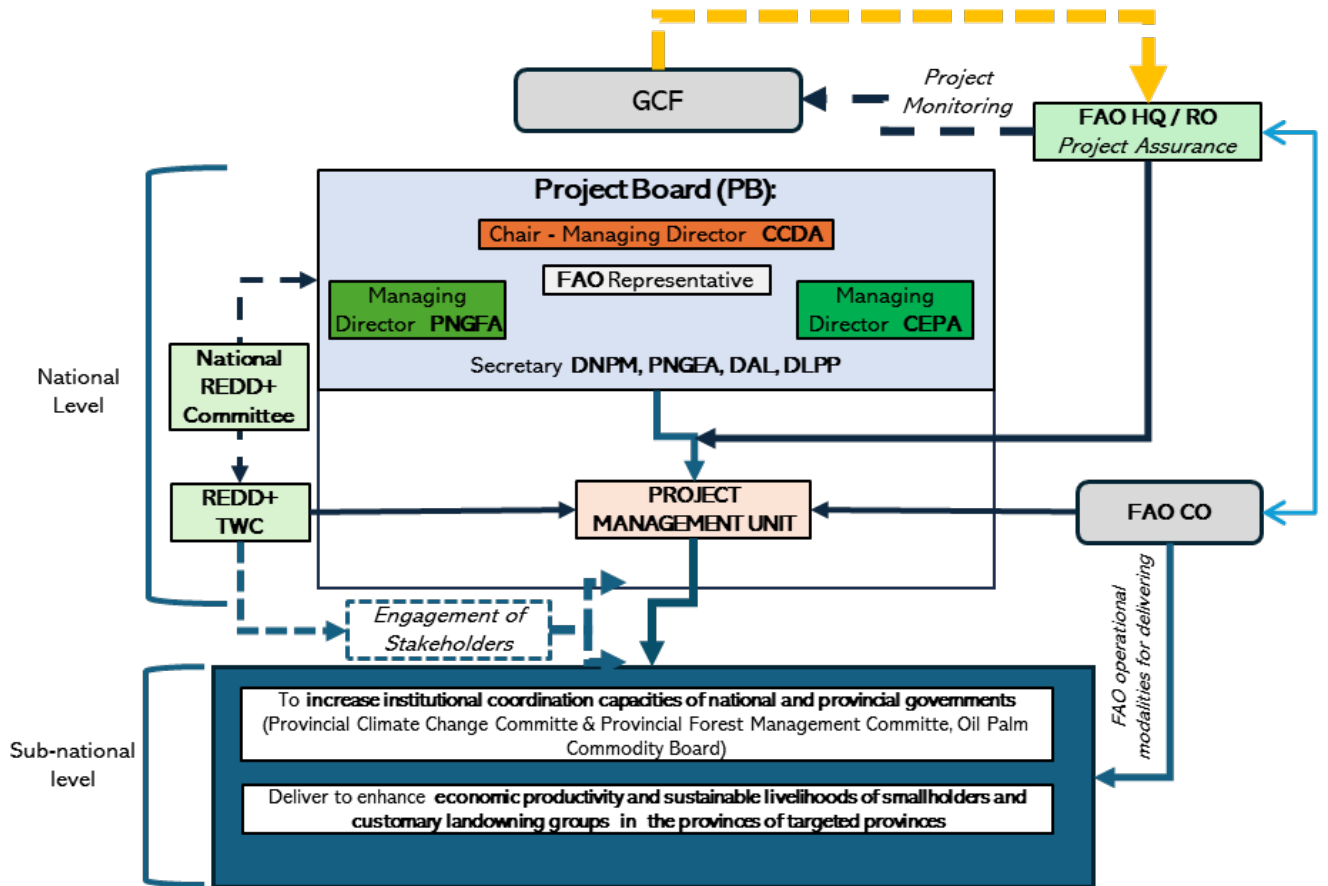 GCF
Project
Monitoring
FAO HQ / RO
Project Assurance
Project Board (PB):
Chair - Managing Director CCDA
FAO Representative
Managing
Director PNGFA
Managing
Director CEPA
Secretary DNPM, PNGEA, DAL, DLPP
National
Level
National
REDD+
Committee
REDD+
TWC
PROJECT
MANAGEMENT UNIT
FAO CO
Engagement of
Stakeholders
FAO operational
modalities for delivering
Sub-national
level
To increase institutional coordination capacities of national and provincial governments
(Provincial Climate Change Committe & Provincial Forest Management Committe, Oil Palm
Commodity Board)
Deliver to enhance economic productivity and sustainable livelihoods of smallholders and
customary landowning groups in the provinces of targeted provinces